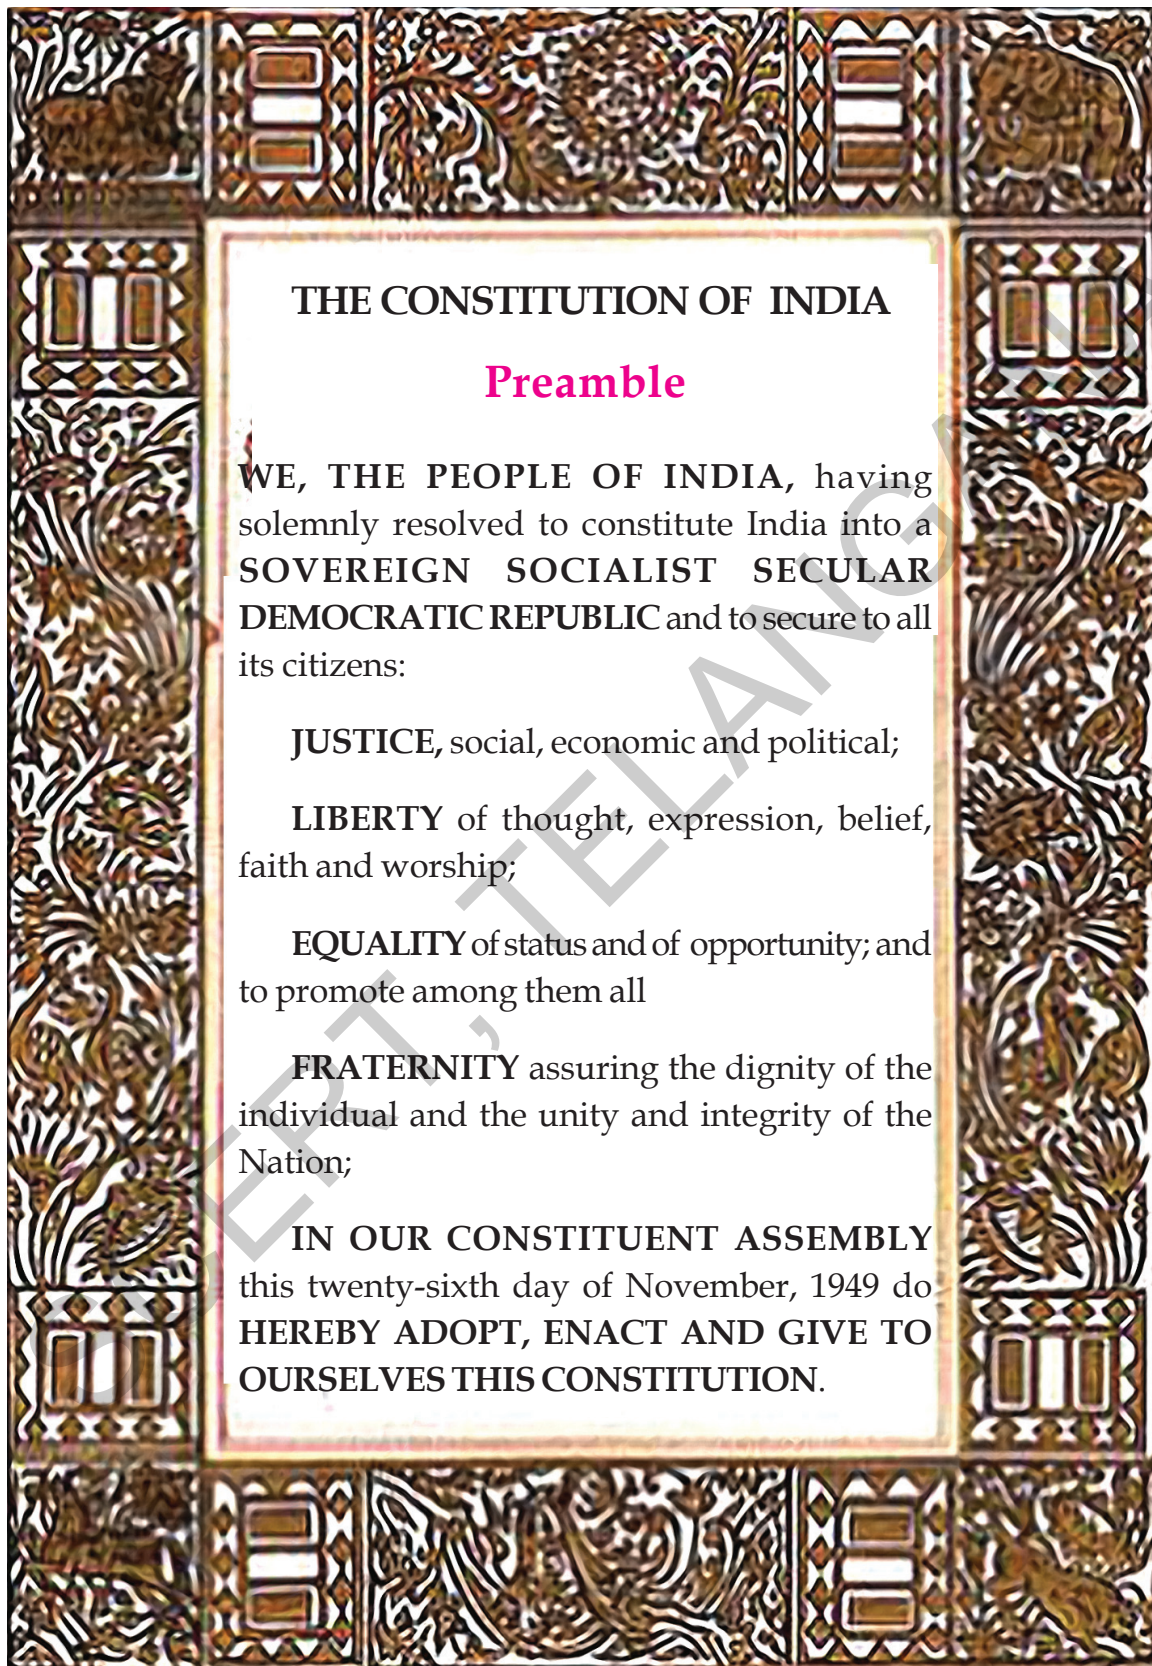 THE CONSTITUTION OF INDIA
Preamble
WE, THE PEOPLE OF INDIA, having
solemnly resolved to constitute India into a
SOVEREIGN SOCIALIST SECULAR
DEMOCRATIC REPUBLIC and to secure to all
its citizens:
JUSTICE, social, economic and political;
LIBERTY of thought, expression, belief,
faith and worship;
EQUALITY of status and of opportunity; and
to promote among them all
FRATERNITY assuring the dignity of the
individual and the unity and integrity of the
Nation;
IN OUR CONSTITUENT ASSEMBLY
this twenty-sixth day of November, 1949 do
HEREBY ADOPT, ENACT AND GIVE TO
OURSELVES THIS CONSTITUTION.